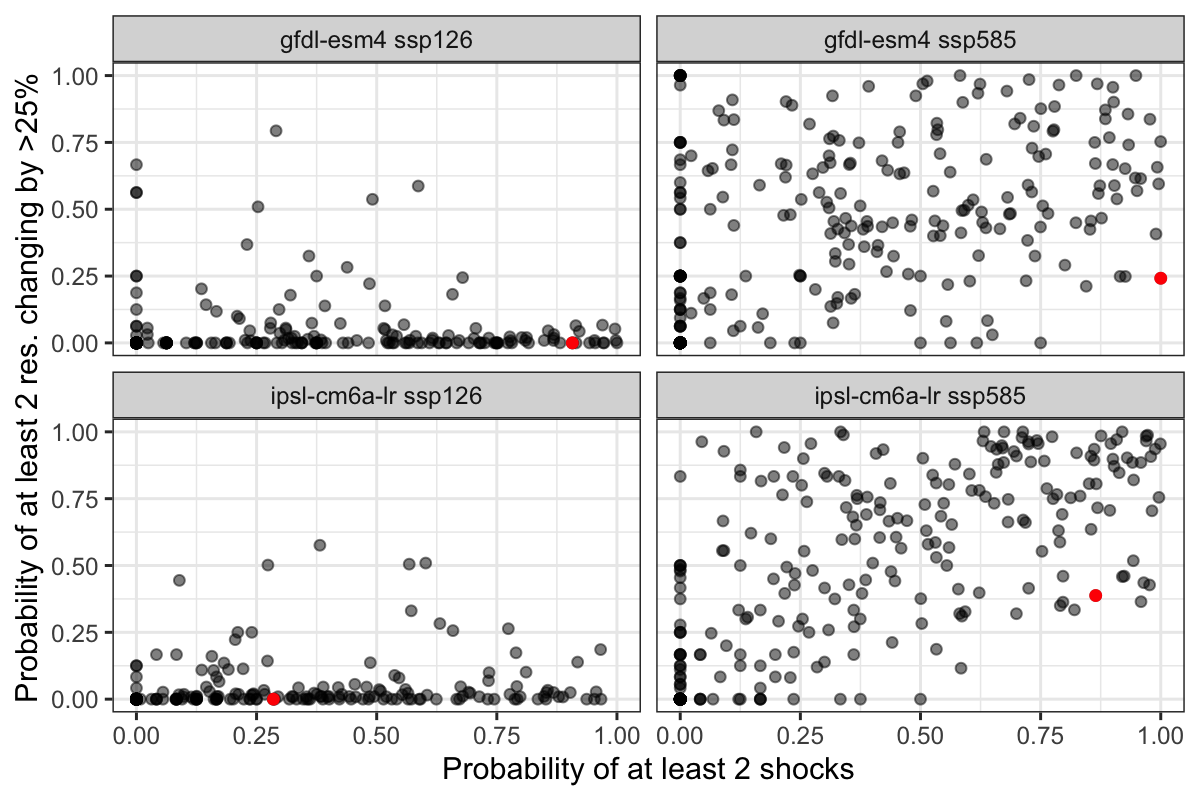 gfdl-esm4 ssp126
gfdl-esm4 ssp585
1.00
0.75
0.50
0.25
0.00
ipsl-cm6a-lr ssp126
ipsl-cm6a-lr ssp585
1.00
0.75
0.50
0.25
0.00
0.00 0.25 0.50 0.75 1.00
0.00 0.25 0.50 0.75 1.00
Probability of at least 2 shocks
Probability of at least 2 res. changing by >25%